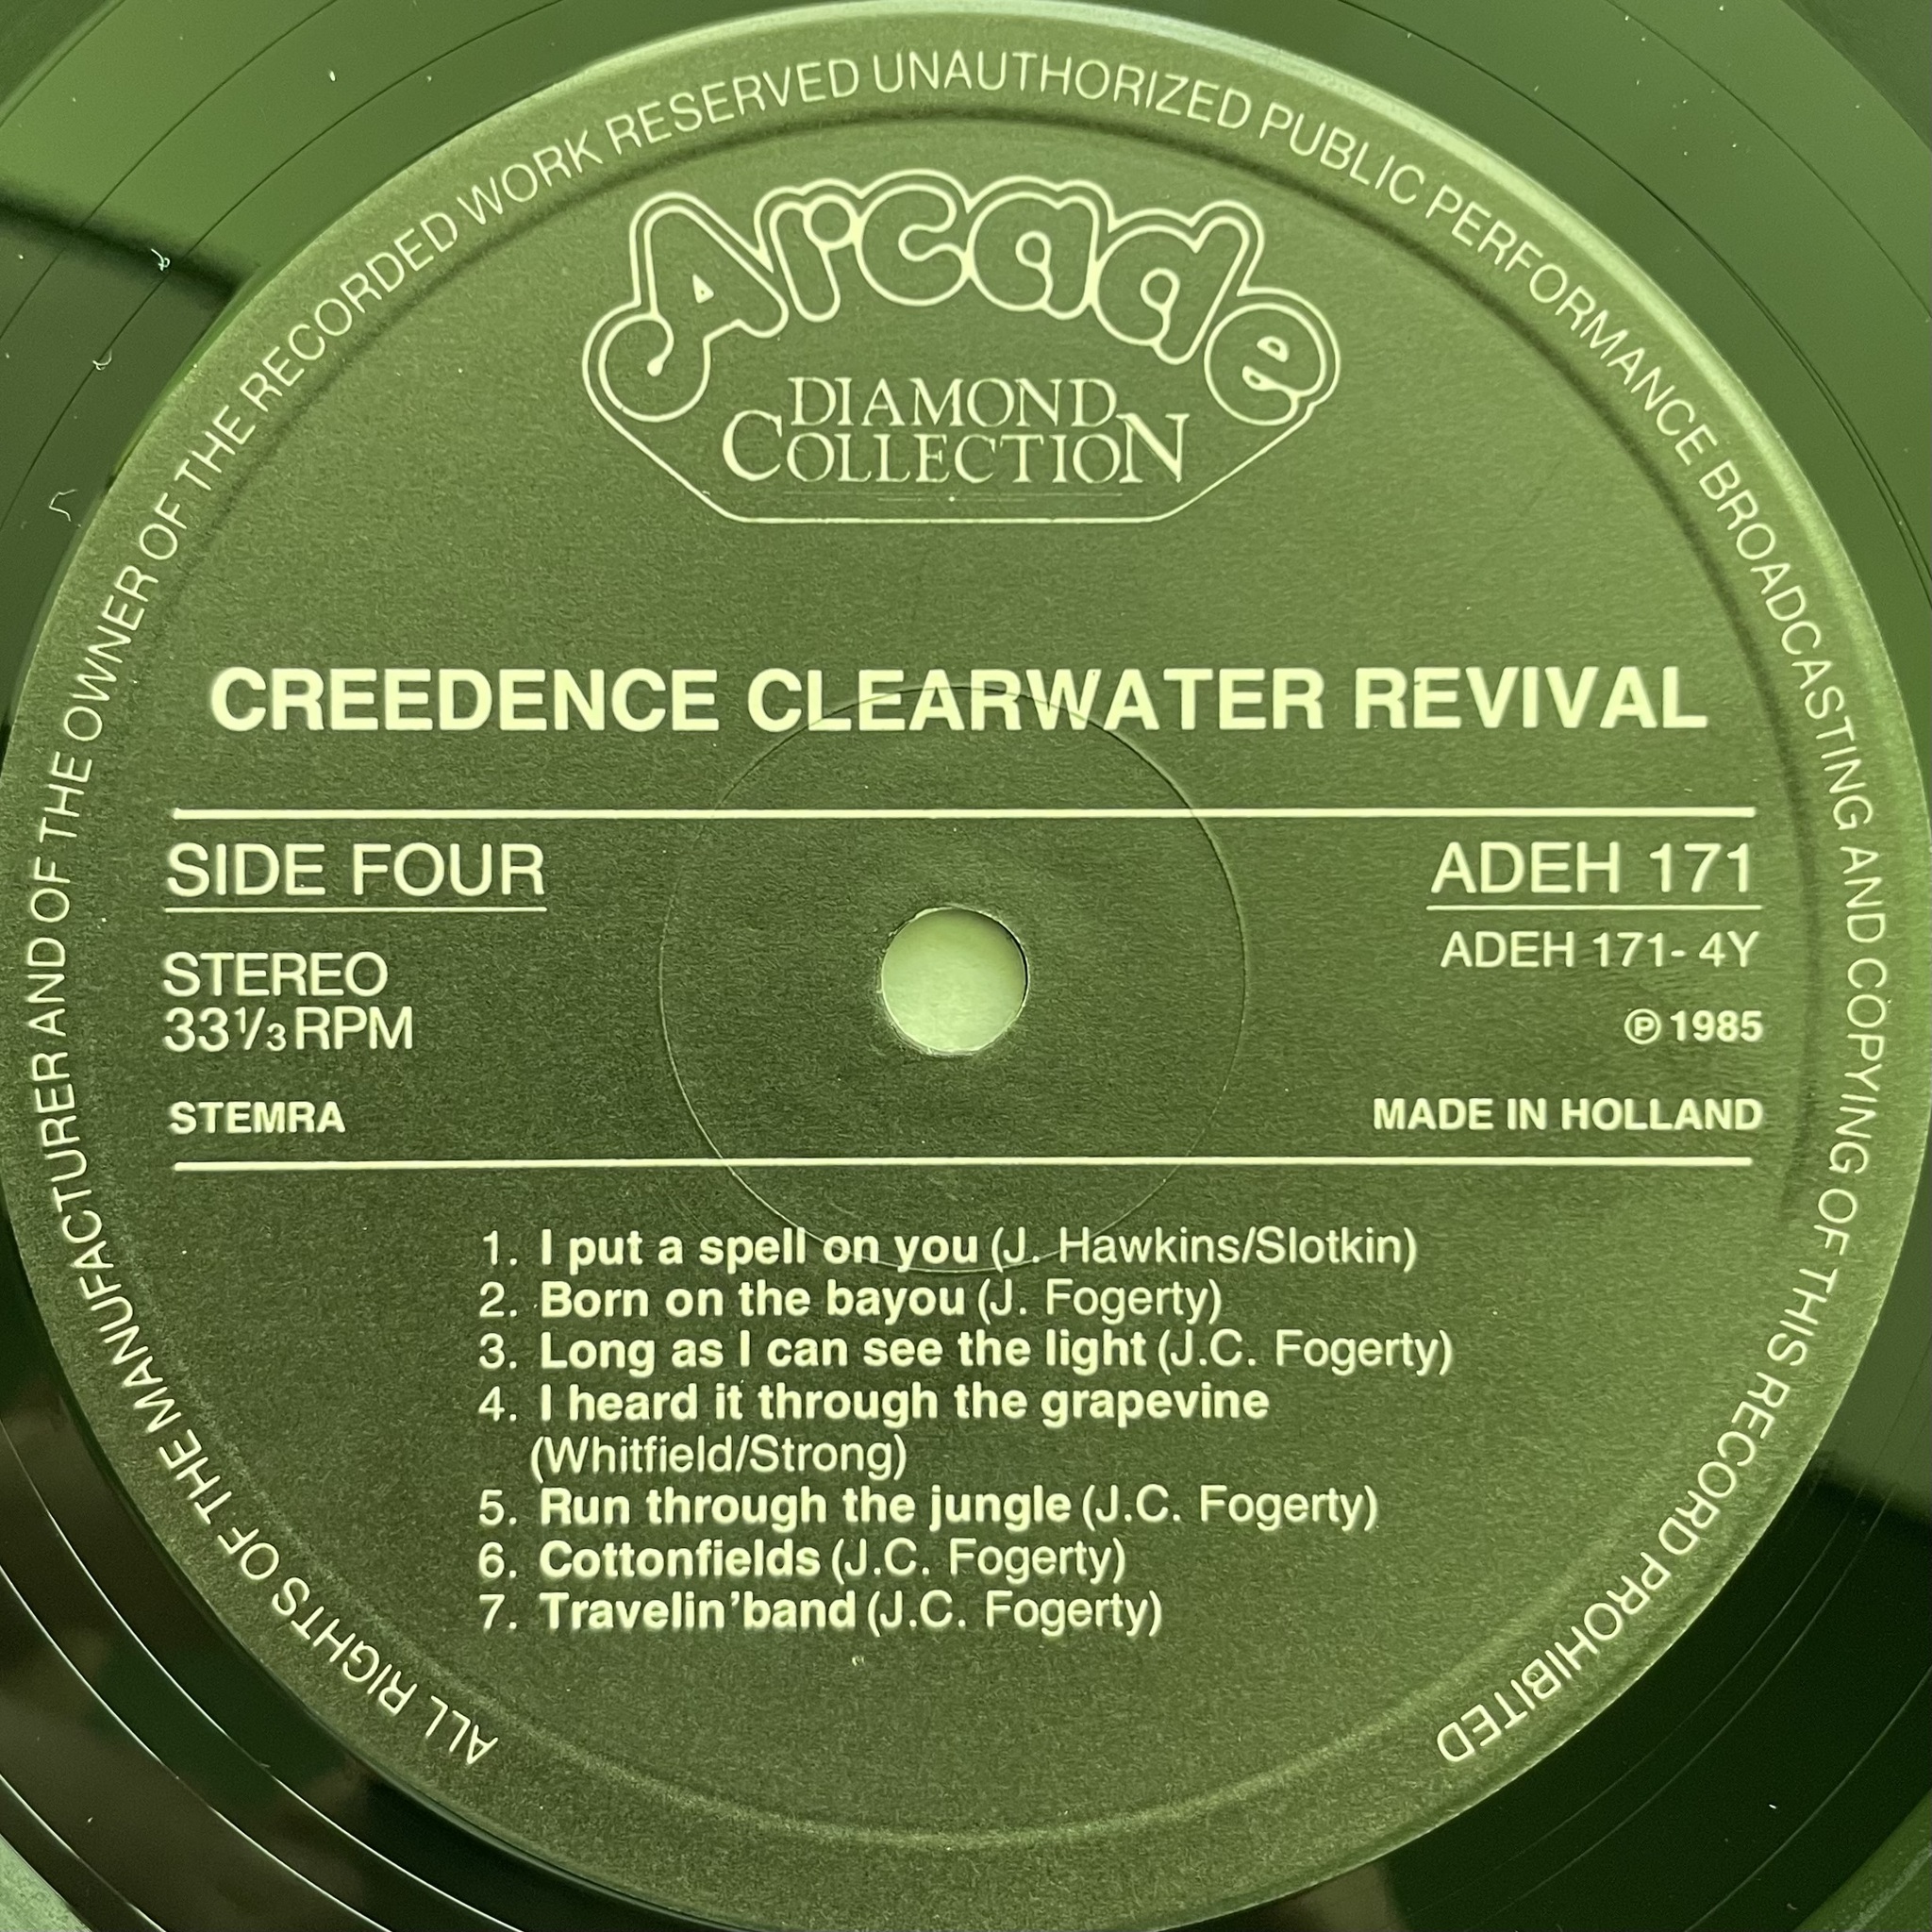 ALL RIGHTS OF THE MANUFACTURER AND OF THE OWNER OF THE RECORDED WORK RESERVED UNAUTHORIZED PUBLIC PERFORMANCE BROADCASTING AND COPYING OF THIS RECORD PROHIBITED
Arcade
DIAMOND
COLLECTION
CREEDENCE CLEARWATER REVIVAL
SIDE FOUR
ADEH 171
STEREO
ADEH 171- 4Y
33 1/3 RPM
℗ 1985
STEMRA
MADE IN HOLLAND
1. I put a spell on you (J. Hawkins/Slotkin)
2. Born on the bayou (J. Fogerty)
3. Long as I can see the light (J.C. Fogerty)
4. I heard it through the grapevine
(Whitfield/Strong)
5. Run through the jungle (J.C. Fogerty)
6. Cottonfields (J.C. Fogerty)
7. Travelin'band (J.C. Fogerty)